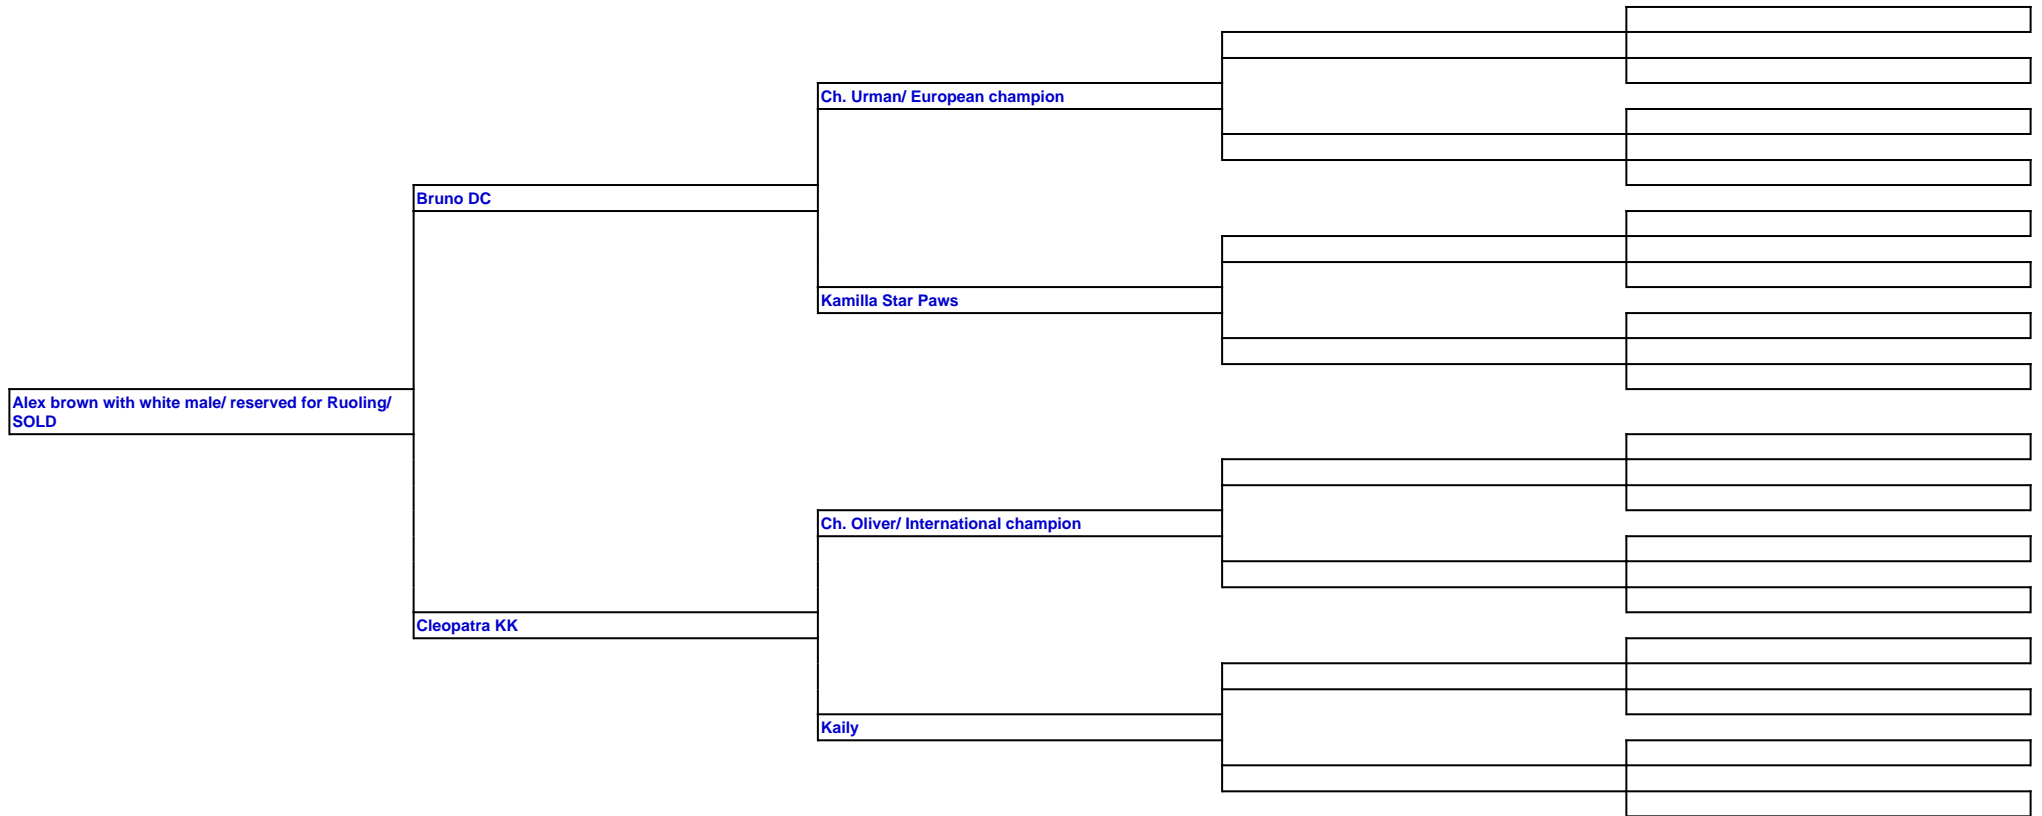 Ch. Urman/ European champion
Bruno DC
Kamilla Star Paws
Alex brown with white male/ reserved for Ruoling/
SOLD
Ch. Oliver/ International champion
Cleopatra KK
Kaily